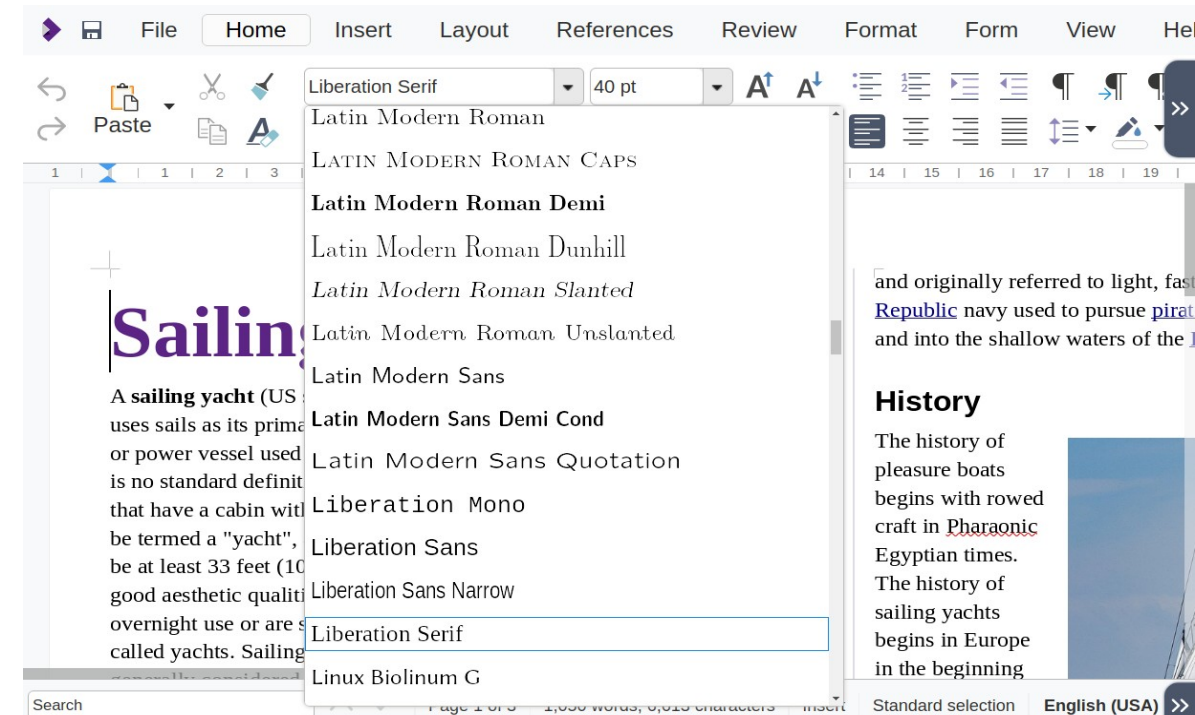 File Home Insert Layout References Review Format Form View
Liberation Serif 40 pt
Paste
1 1 2 3 14 15 16 17 18 19
Latin Modern Roman
Latin Modern Roman Caps
Latin Modern Roman Demi
Latin Modern Roman Dunhill
Latin Modern Roman Slanted
Latin Modern Roman Unslanted
Latin Modern Sans
Latin Modern Sans Demi Cond
Latin Modern Sans Quotation
Liberation Mono
Liberation Sans
Liberation Sans Narrow
Liberation Serif
Linux Biolinum G
Sailing
A sailing yacht (US
uses sails as its
or power vessel used
is no standard
that have a cabin
be termed a "yacht",
be at least 33 feet (10
good aesthetic
overnight use or are
called yachts. Sailing
generally considered
and originally referred to light,
Republic navy used to pursue
and into the shallow waters of the
History
The history of
pleasure boats
begins with rowed
craft in Pharaonic
Egyptian times.
The history of
sailing yachts
begins in Europe
in the beginning
Search Page 1 of 3 Insert Standard selection English (USA)